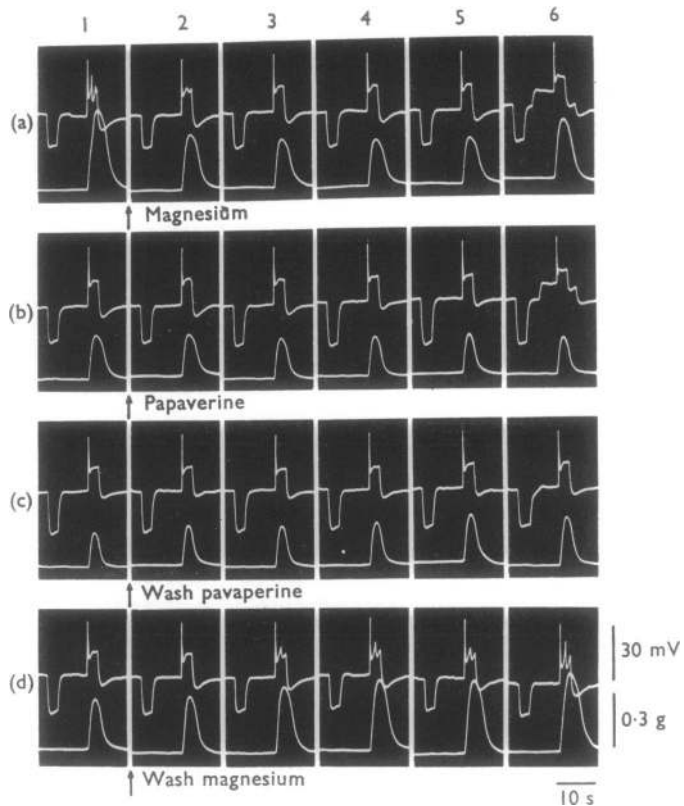 1 2 3 4 5 6
(a)
Magnesium
(b)
Papaverine
(c)
Wash pavaperine
(d)
30 mV
0·3 g
Wash magnesium
10 s